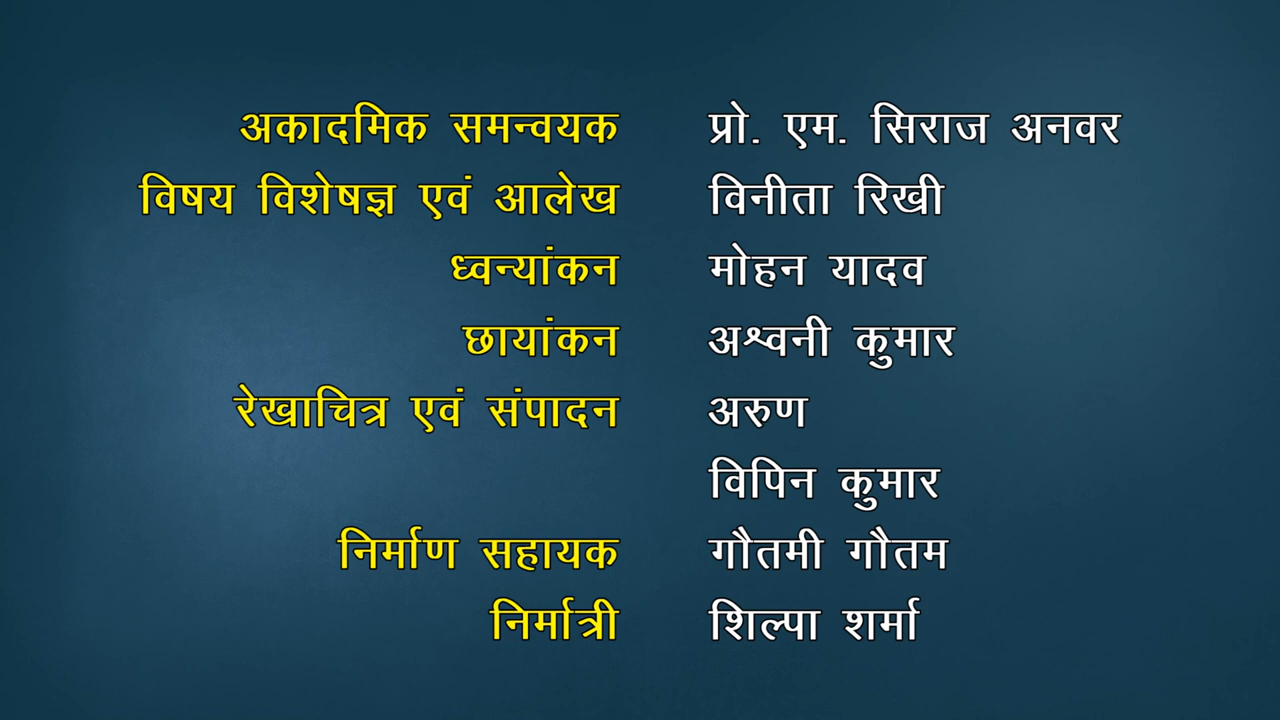 अकादमिक समन्वयक प्रो. एम. सिराज अनवर
विषय विशेषज्ञ एवं आलेख विनीता रिखी
ध्वन्यांकन मोहन यादव
छायांकन अश्वनी कुमार
रेखाचित्र एवं संपादन अरुण
विपिन कुमार
निर्माण सहायक गौतमी गौतम
निर्मात्री शिल्पा शर्मा